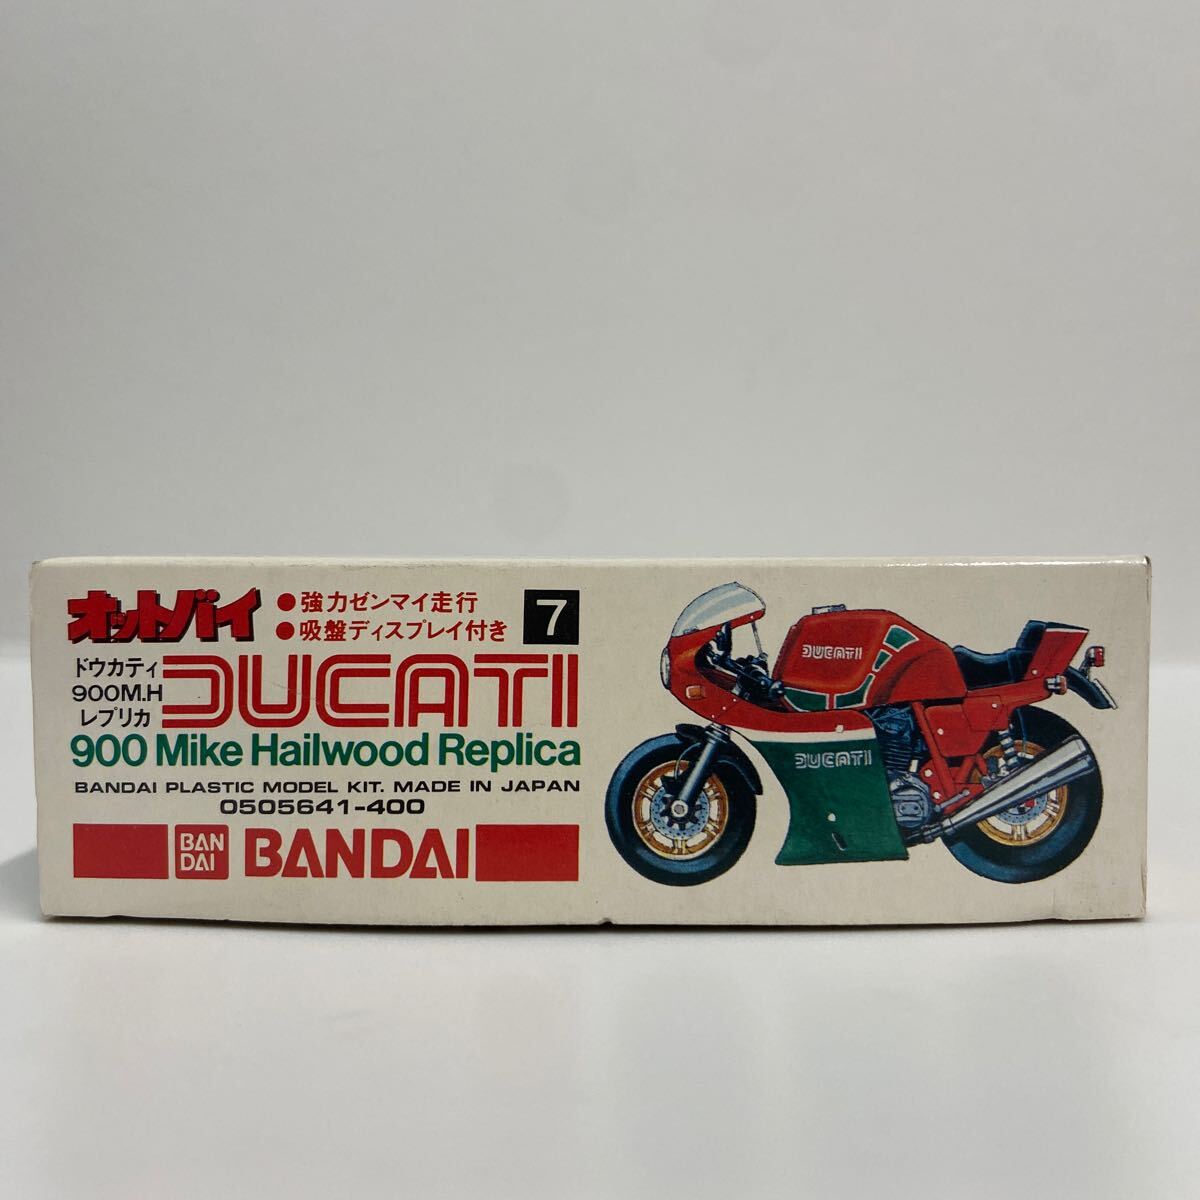 オットバイ
●強力ゼンマイ走行
●吸盤ディスプレイ付き
7
ドウカティ
900M.H
レプリカ
DUCATI
900 Mike Hailwood Replica
BANDAI PLASTIC MODEL KIT. MADE IN JAPAN
0505641-400
BAN
DAI
BANDAI
DUCATI
DUCATI